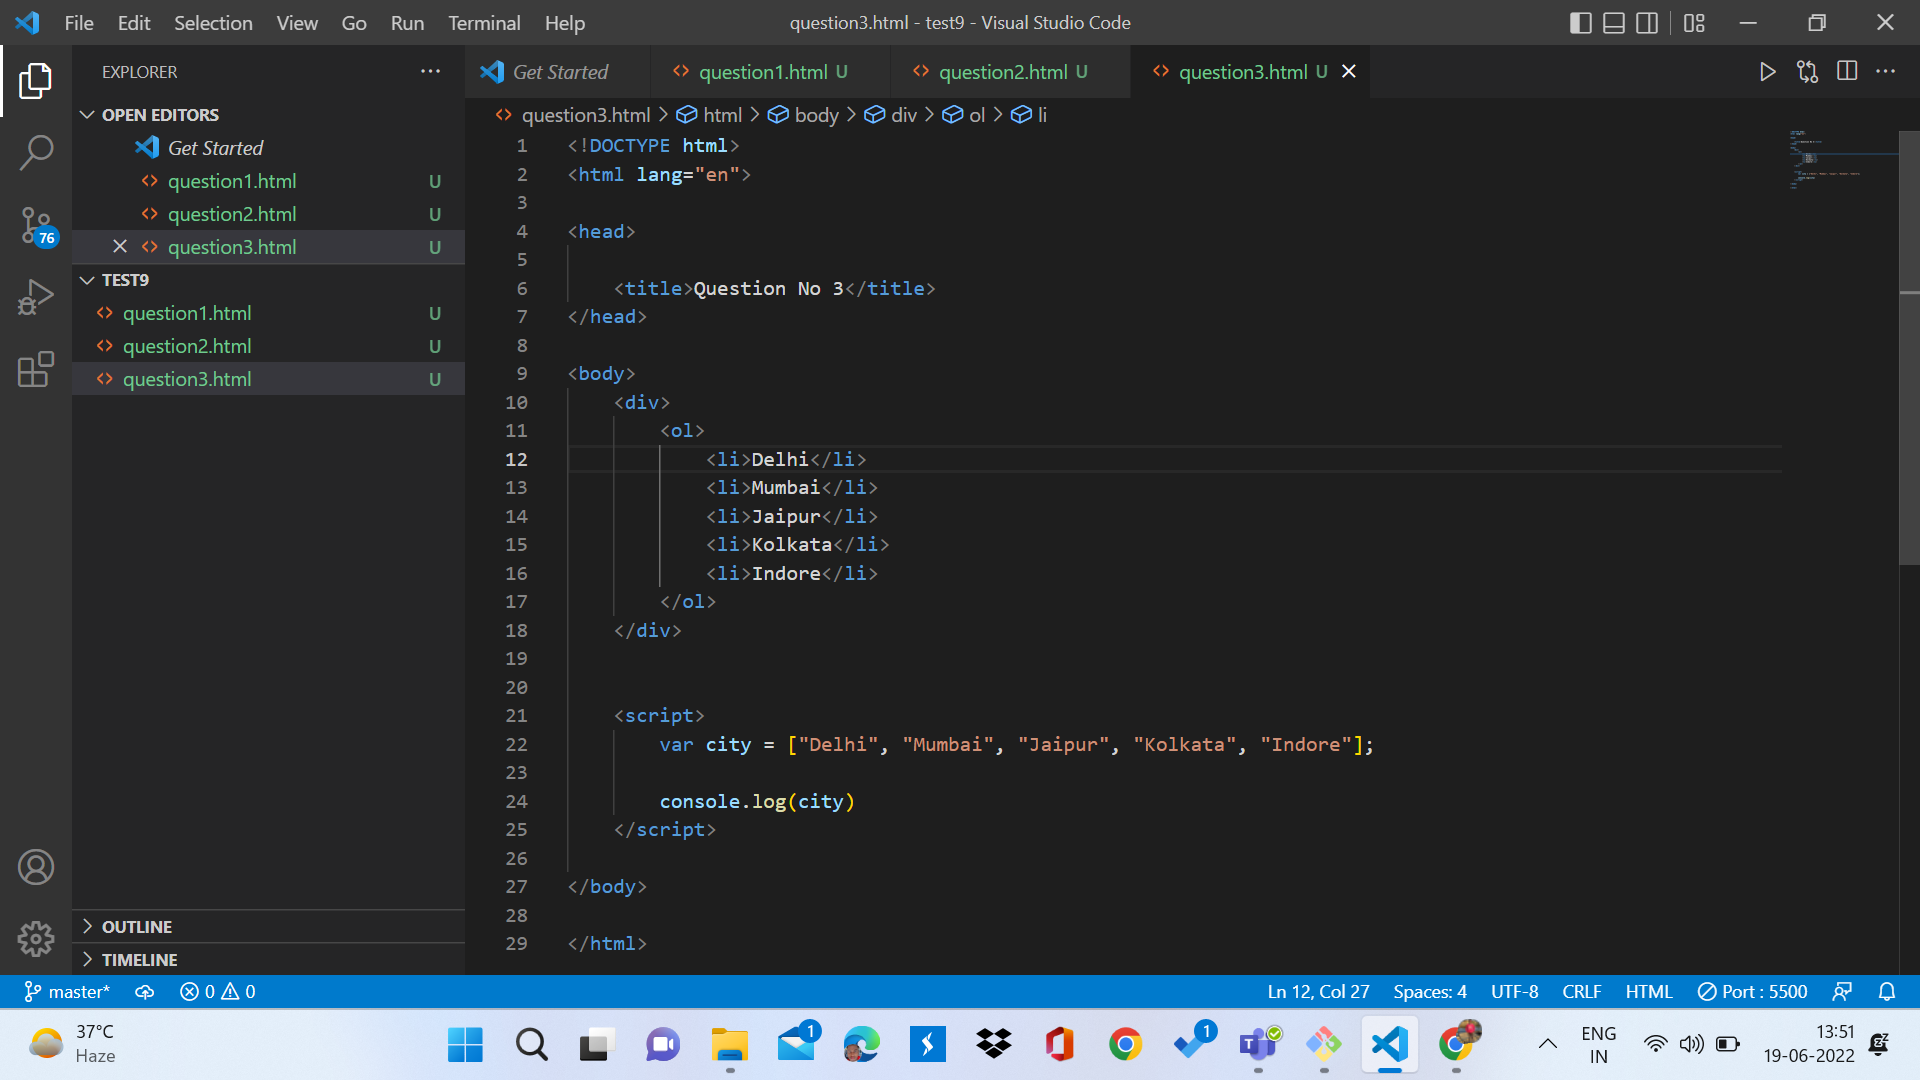 File Edit Selection View Go Run Terminal Help
question3.html - test9 - Visual Studio Code
EXPLORER
OPEN EDITORS
Get Started
question1.html U
question2.html U
question3.html U
76
TEST9
question1.html U
question2.html U
question3.html U
OUTLINE
TIMELINE
Get Started question1.html U question2.html U question3.html U
question3.html > html > body > div > ol > li
1 <!DOCTYPE html>
2 <html lang="en">
3
4 <head>
5
6 <title>Question No 3</title>
7 </head>
8
9 <body>
10 <div>
11 <ol>
12 <li>Delhi</li>
13 <li>Mumbai</li>
14 <li>Jaipur</li>
15 <li>Kolkata</li>
16 <li>Indore</li>
17 </ol>
18 </div>
19
20
21 <script>
22 var city = ["Delhi", "Mumbai", "Jaipur", "Kolkata", "Indore"];
23
24 console.log(city)
25 </script>
26
27 </body>
28
29 </html>
master* 0 0 Ln 12, Col 27 Spaces: 4 UTF-8 CRLF HTML Port : 5500
37°C
Haze
1
1
ENG
IN
13:51
19-06-2022